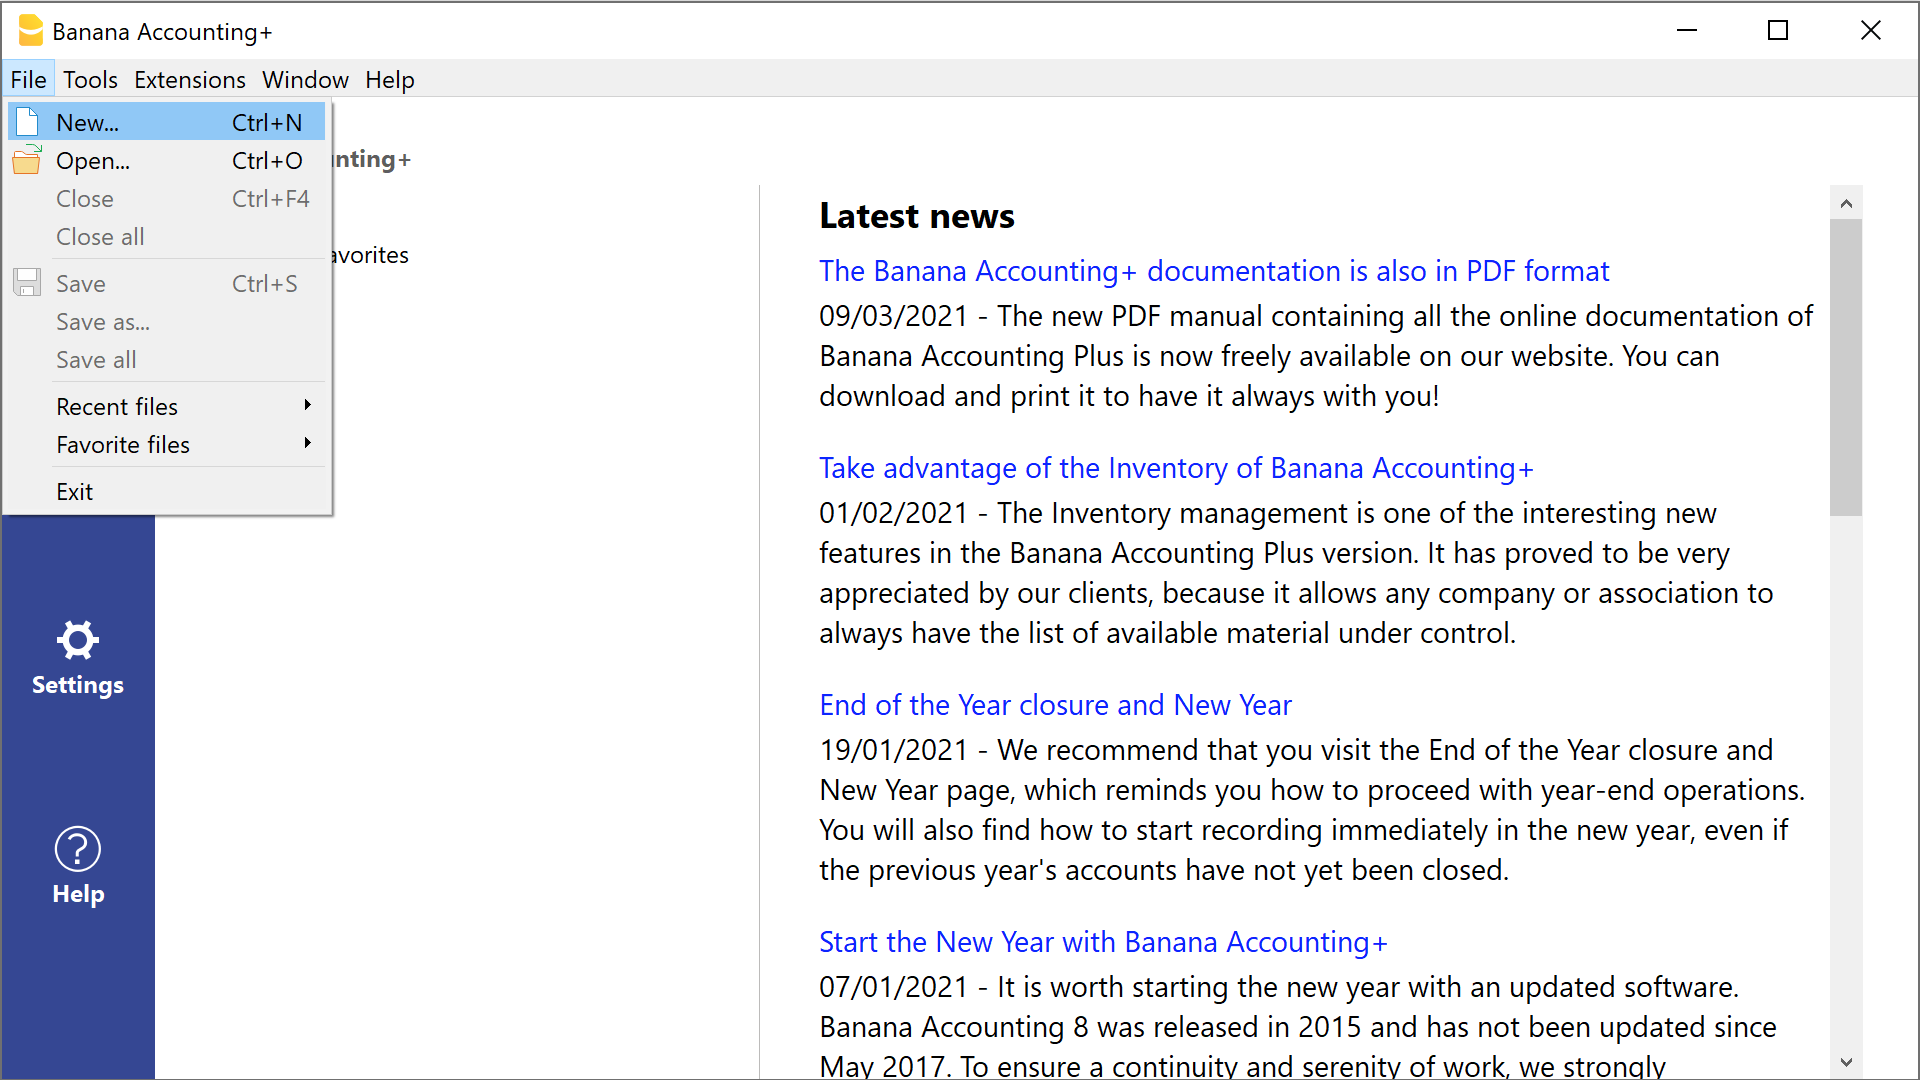 Banana Accounting+
File Tools Extensions Window Help
New... Ctrl+N
Open... Ctrl+O
Close Ctrl+F4
Close all
Save Ctrl+S
Save as...
Save all
Recent files
Favorite files
Exit
nting+
avorites
Settings
Help
Latest news
The Banana Accounting+ documentation is also in PDF format
09/03/2021 - The new PDF manual containing all the online documentation of
Banana Accounting Plus is now freely available on our website. You can
download and print it to have it always with you!
Take advantage of the Inventory of Banana Accounting+
01/02/2021 - The Inventory management is one of the interesting new
features in the Banana Accounting Plus version. It has proved to be very
appreciated by our clients, because it allows any company or association to
always have the list of available material under control.
End of the Year closure and New Year
19/01/2021 - We recommend that you visit the End of the Year closure and
New Year page, which reminds you how to proceed with year-end operations.
You will also find how to start recording immediately in the new year, even if
the previous year's accounts have not yet been closed.
Start the New Year with Banana Accounting+
07/01/2021 - It is worth starting the new year with an updated software.
Banana Accounting 8 was released in 2015 and has not been updated since
May 2017. To ensure a continuity and serenity of work, we strongly